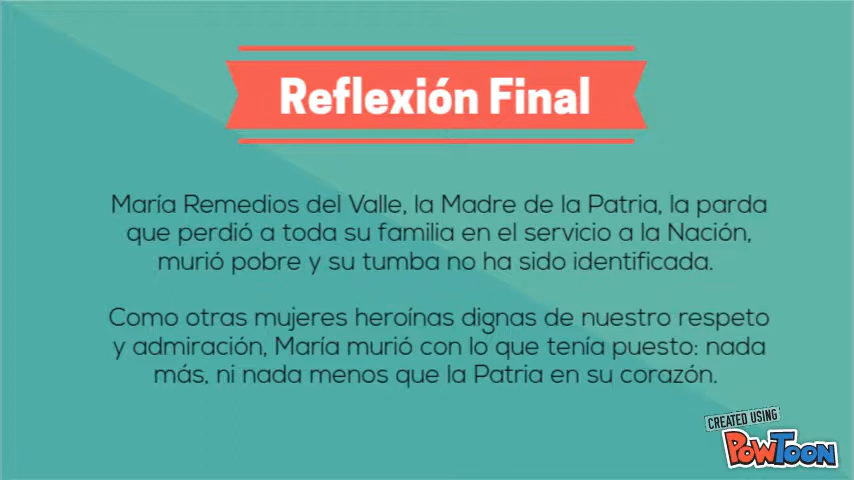 Reflexión Final
María Remedios del Valle, la Madre de la Patria, la parda
que perdió a toda su familia en el servicio a la Nación,
murió pobre y su tumba no ha sido identificada.
Como otras mujeres heroínas dignas de nuestro respeto
y admiración, María murió con lo que tenía puesto: nada
más, ni nada menos que la Patria en su corazón.
CREATED USING
POWTOON